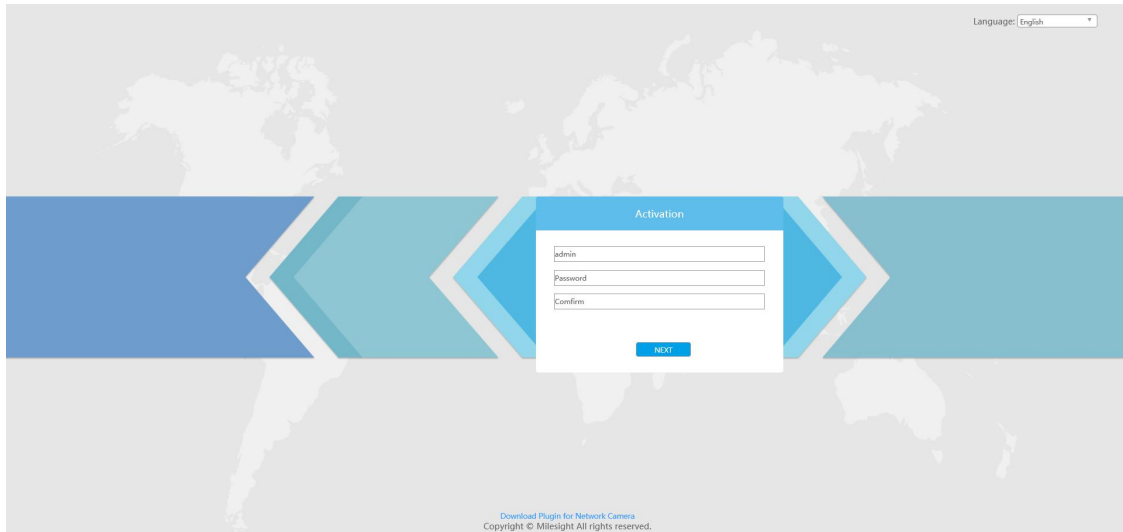 Language: English
Activation
admin
Password
Comfirm
NEXT
Download Plugin for Network Camera
Copyright © Milesight All rights reserved.